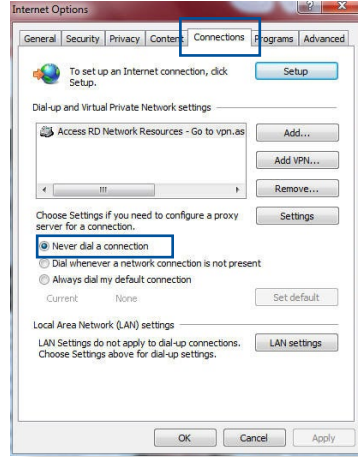 Internet Options
General Security Privacy Content Connections Programs Advanced
To set up an Internet connection, click
Setup.
Setup
Dial-up and Virtual Private Network settings
Access RD Network Resources - Go to vpn.as
Add...
Add VPN...
Remove...
Choose Settings if you need to configure a proxy
server for a connection.
Settings
Never dial a connection
Dial whenever a network connection is not present
Always dial my default connection
Current None
Set default
Local Area Network (LAN) settings
LAN Settings do not apply to dial-up connections.
Choose Settings above for dial-up settings.
LAN settings
OK Cancel Apply